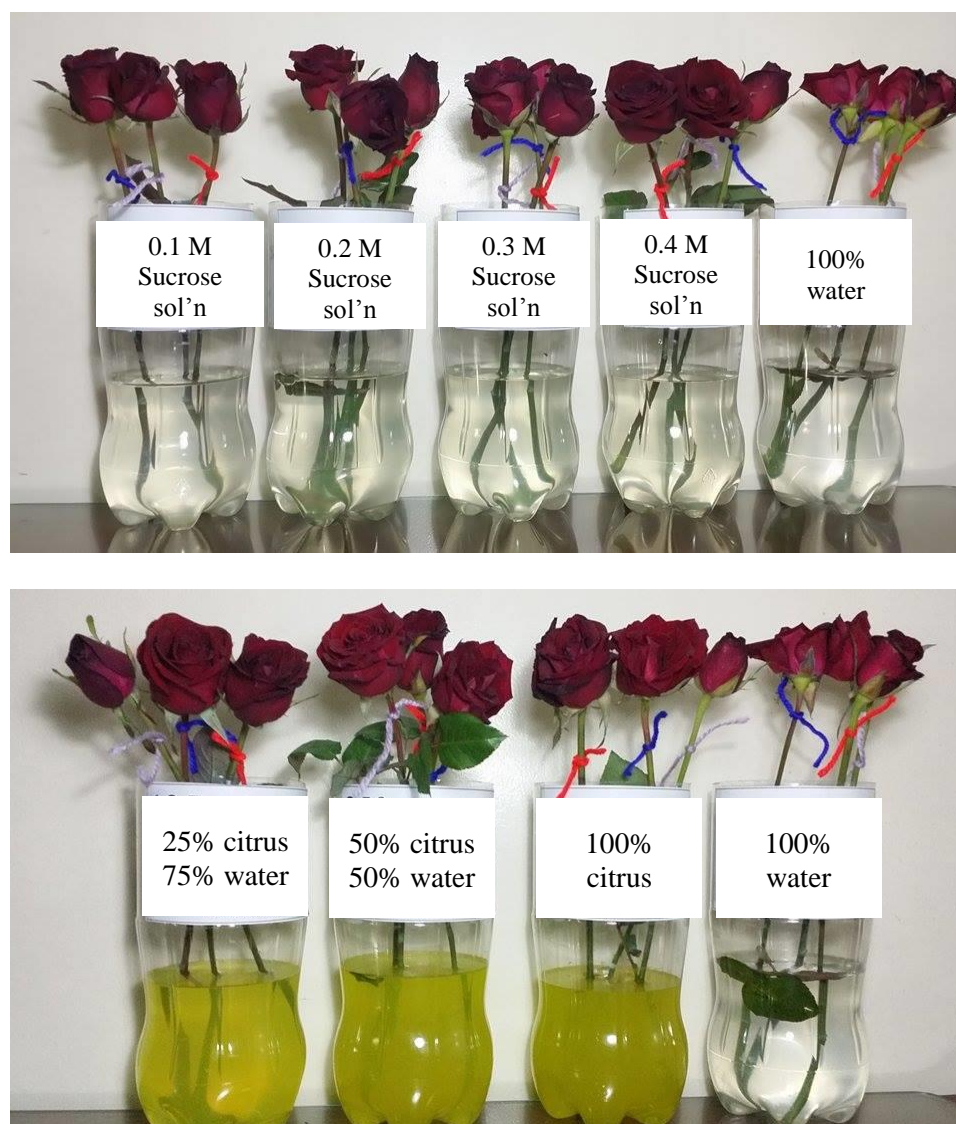 0.1 M
Sucrose
sol’n
0.2 M
Sucrose
sol’n
0.3 M
Sucrose
sol’n
0.4 M
Sucrose
sol’n
100%
water
25% citrus
75% water
50% citrus
50% water
100%
citrus
100%
water